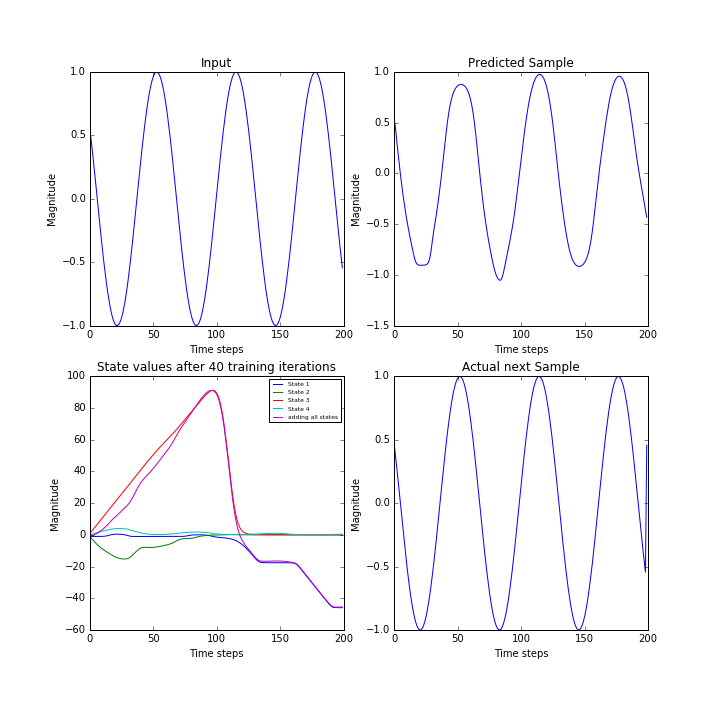 Input
1.0
0.5
0.0
−0.5
−1.0
Magnitude
0 50 100 150 200
Time steps
Predicted Sample
1.0
0.5
0.0
−0.5
−1.0
−1.5
Magnitude
0 50 100 150 200
Time steps
State values after 40 training iterations
100
80
60
40
20
0
−20
−40
−60
Magnitude
State 1
State 2
State 3
State 4
adding all states
0 50 100 150 200
Time steps
Actual next Sample
1.0
0.5
0.0
−0.5
−1.0
Magnitude
0 50 100 150 200
Time steps